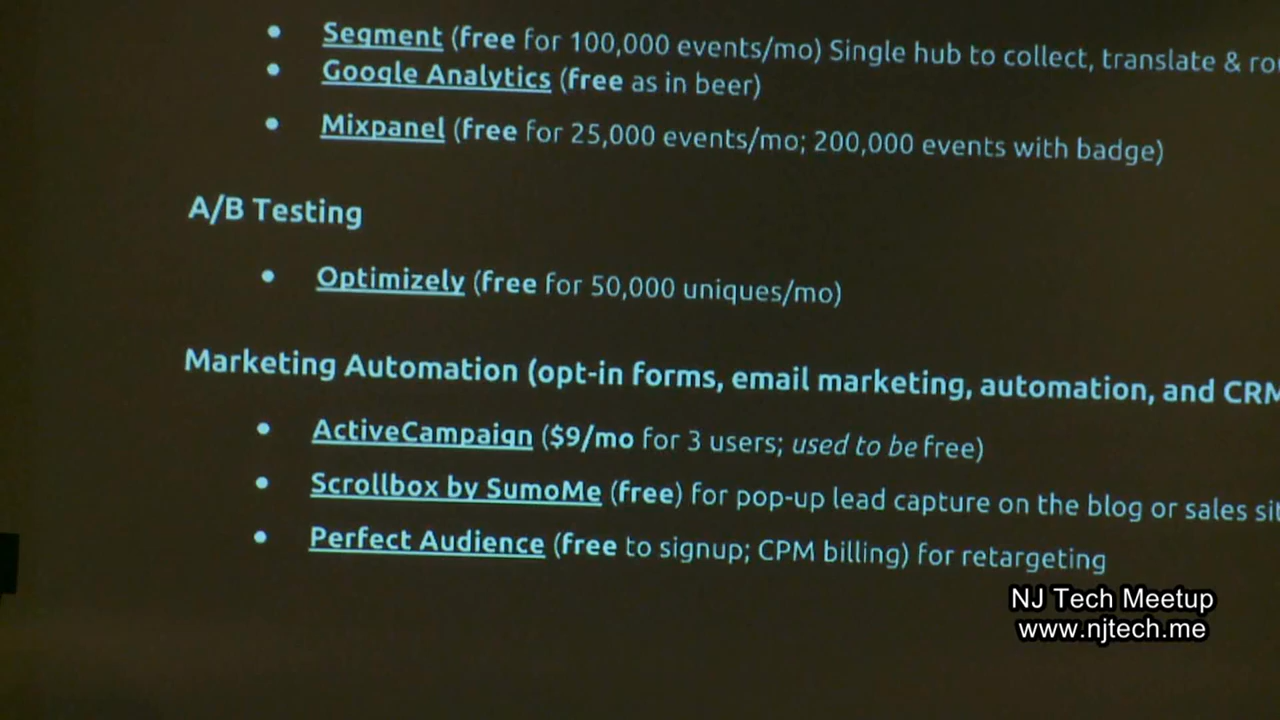 • Segment (free for 100,000 events/mo) Single hub to collect, translate &
• Google Analytics (free as in beer)
• Mixpanel (free for 25,000 events/mo; 200,000 events with badge)
A/B Testing
• Optimizely (free for 50,000 uniques/mo)
Marketing Automation (opt-in forms, email marketing, automation, and CRM
• ActiveCampaign ($9/mo for 3 users; used to be free)
• Scrollbox by SumoMe (free) for pop-up lead capture on the blog or sales
• Perfect Audience (free to signup; CPM billing) for retargeting
NJ Tech Meetup
www.njtech.me